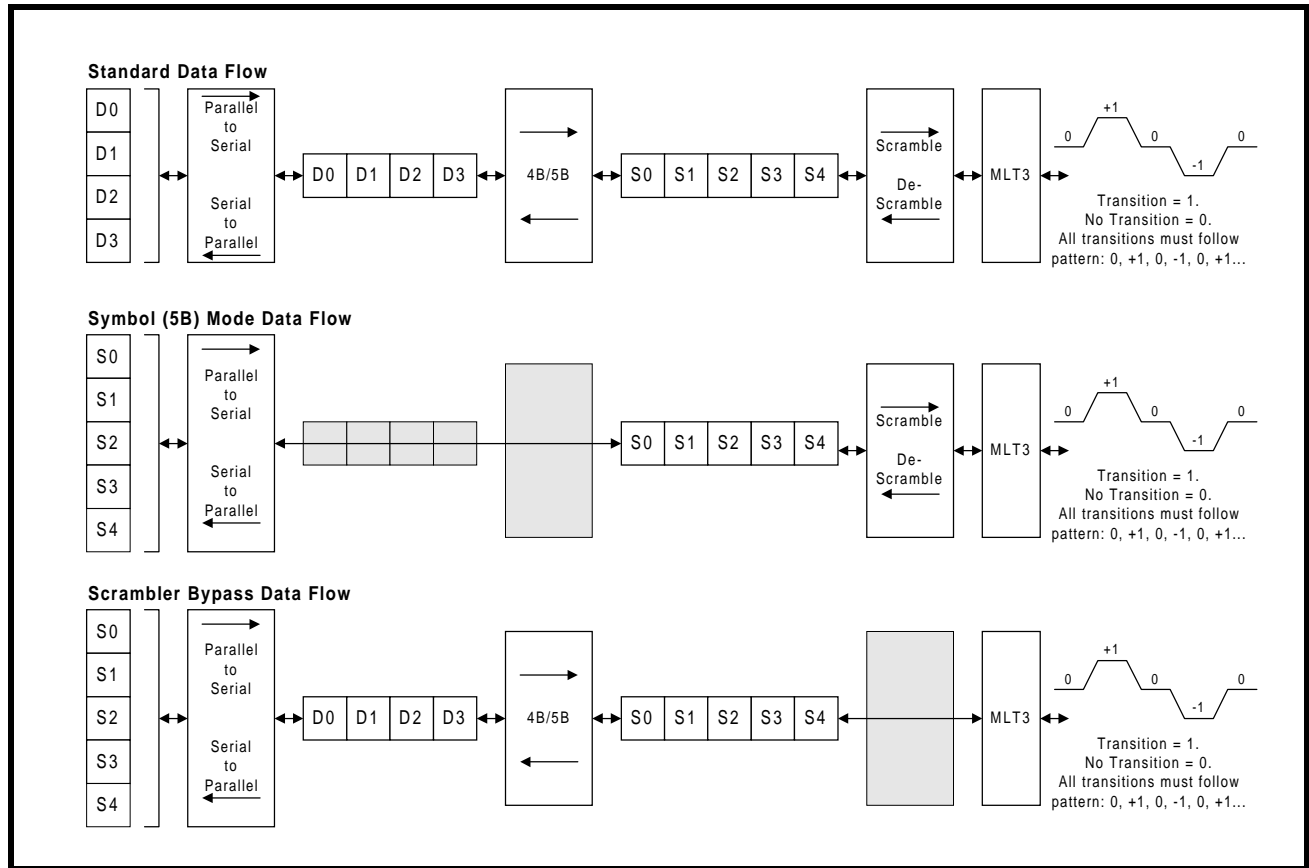 Standard Data Flow
D0
D1
D2
D3
Parallel
to
Serial
Serial
to
Parallel
D0 D1 D2 D3
4B/5B
S0 S1 S2 S3 S4
Scramble
De-
Scramble
MLT3
0
+1
0
-1
0
Transition = 1.
No Transition = 0.
All transitions must follow
pattern: 0, +1, 0, -1, 0, +1...
Symbol (5B) Mode Data Flow
S0
S1
S2
S3
S4
Parallel
to
Serial
Serial
to
Parallel
S0 S1 S2 S3 S4
Scramble
De-
Scramble
MLT3
0
+1
0
-1
0
Transition = 1.
No Transition = 0.
All transitions must follow
pattern: 0, +1, 0, -1, 0, +1...
Scrambler Bypass Data Flow
S0
S1
S2
S3
S4
Parallel
to
Serial
Serial
to
Parallel
D0 D1 D2 D3
4B/5B
S0 S1 S2 S3 S4
MLT3
0
+1
0
-1
0
Transition = 1.
No Transition = 0.
All transitions must follow
pattern: 0, +1, 0, -1, 0, +1...